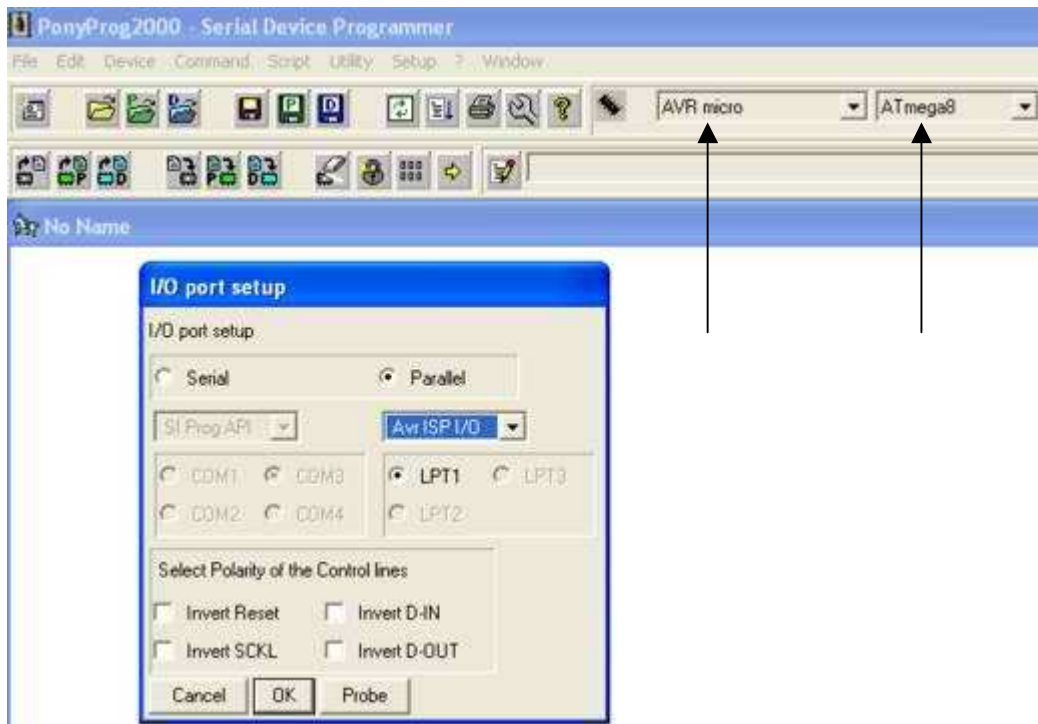 PonyProg2000 - Serial Device Programmer
File Edit Device Command Script Utility Setup ? Window
AVR micro ATmega8
No Name
I/O port setup
I/O port setup
Serial Parallel
SI Prog API Avr ISP I/O
COM1 COM3 LPT1 LPT3
COM2 COM4 LPT2
Select Polarity of the Control lines
Invert Reset Invert D-IN
Invert SCKL Invert D-OUT
Cancel OK Probe